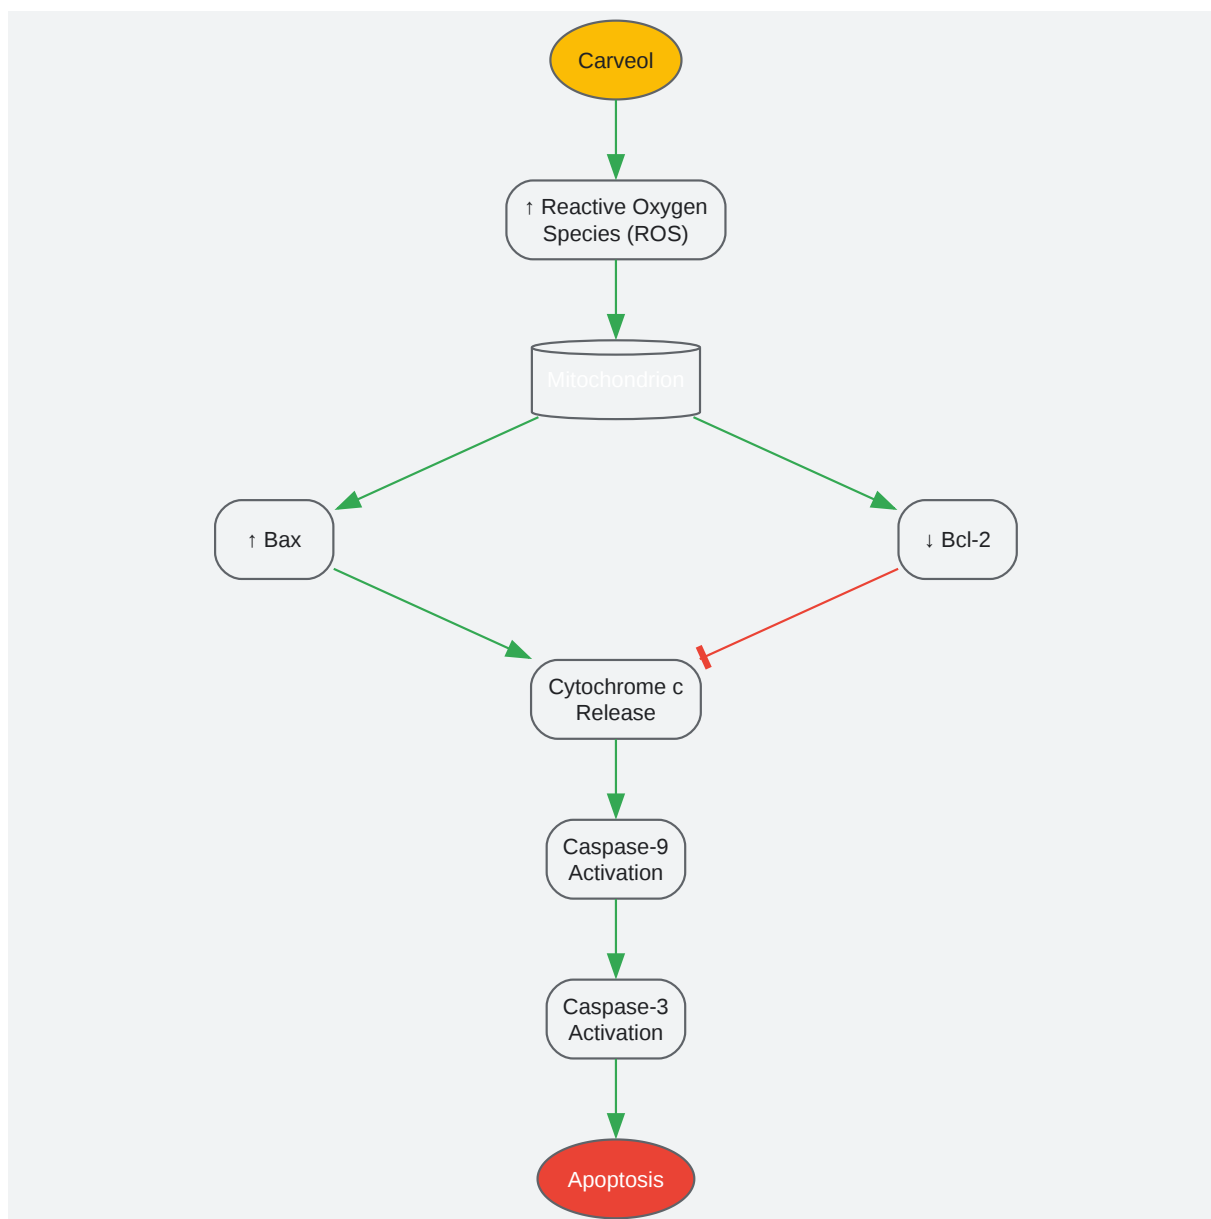 Carveol
↑ Reactive Oxygen
Species (ROS)
Mitochondrion
↑ Bax
↓ Bcl-2
Cytochrome c
Release
Caspase-9
Activation
Caspase-3
Activation
Apoptosis